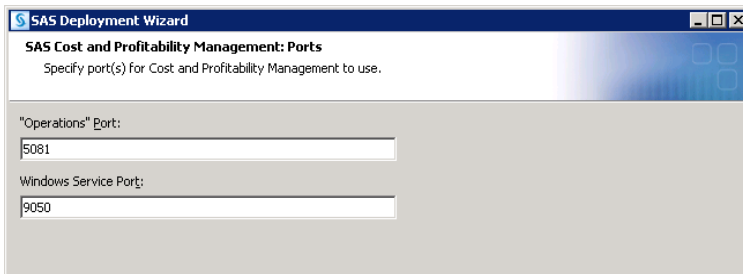 SAS Deployment Wizard
SAS Cost and Profitability Management: Ports
Specify port(s) for Cost and Profitability Management to use.
"Operations" Port:
5081
Windows Service Port:
9050